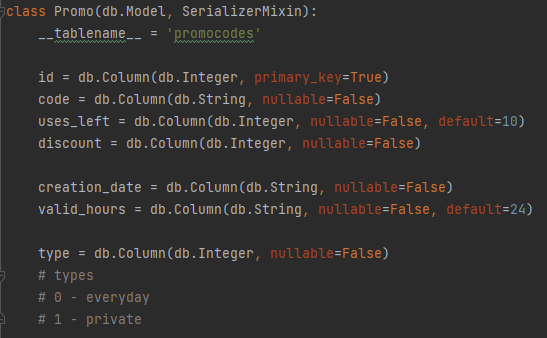 class Promo(db.Model, SerializerMixin):
    __tablename__ = 'promocodes'
    id = db.Column(db.Integer, primary_key=True)
    code = db.Column(db.String, nullable=False)
    uses_left = db.Column(db.Integer, nullable=False, default=10)
    discount = db.Column(db.Integer, nullable=False)
    creation_date = db.Column(db.String, nullable=False)
    valid_hours = db.Column(db.String, nullable=False, default=24)
    type = db.Column(db.Integer, nullable=False)
    # types
    # 0 - everyday
    # 1 - private